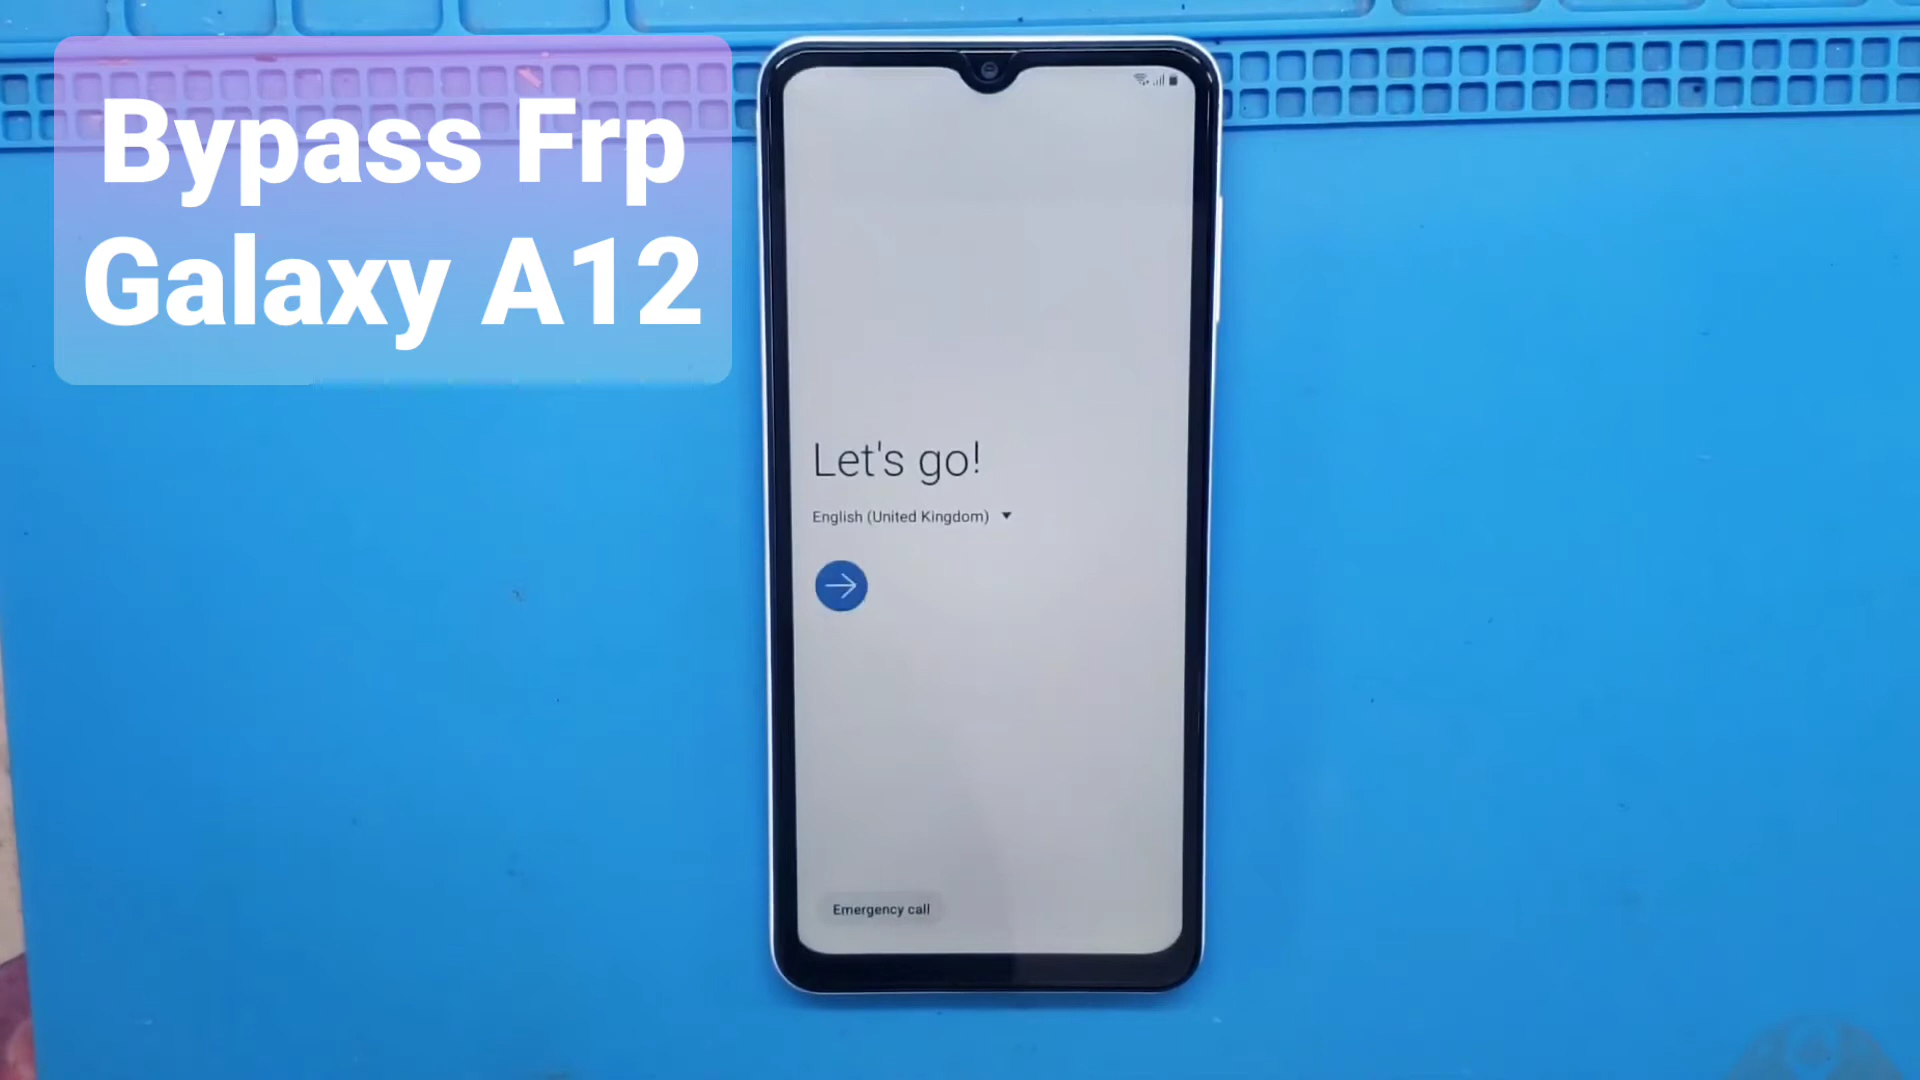 Bypass Frp
Galaxy A12
Let's go!
English (United Kingdom)
Emergency call